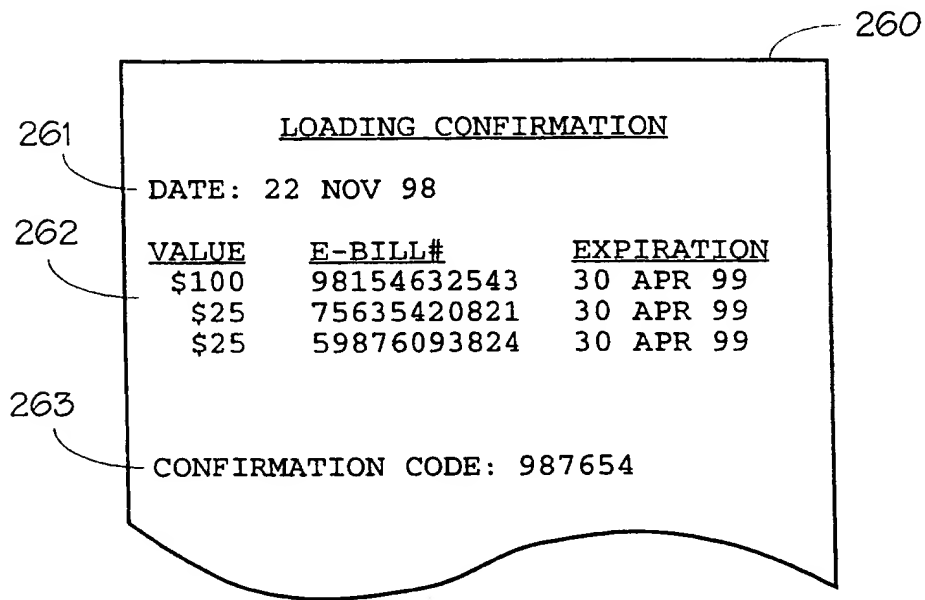 260
LOADING CONFIRMATION
261
DATE: 22 NOV 98
262
VALUE E-BILL# EXPIRATION
$100 98154632543 30 APR 99
$25 75635420821 30 APR 99
$25 59876093824 30 APR 99
263
CONFIRMATION CODE: 987654